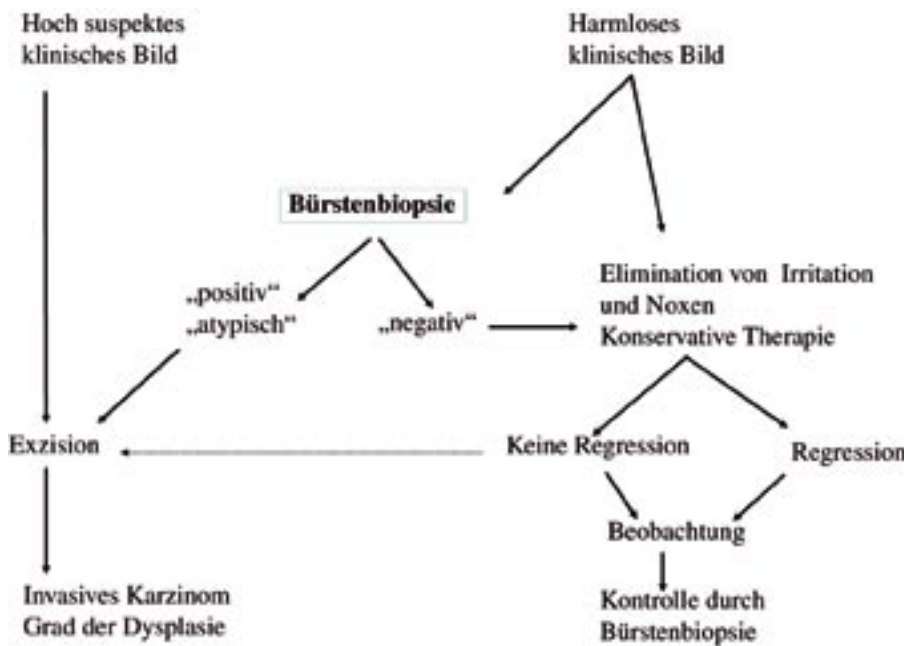 Hoch suspektes
klinisches Bild
Harmloses
klinisches Bild
Bürstenbiopsie
„positiv“
„atypisch“
„negativ“
Elimination von Irritation
und Noxen
Konservative Therapie
Exzision
Keine Regression
Regression
Beobachtung
Invasives Karzinom
Grad der Dysplasie
Kontrolle durch
Bürstenbiopsie